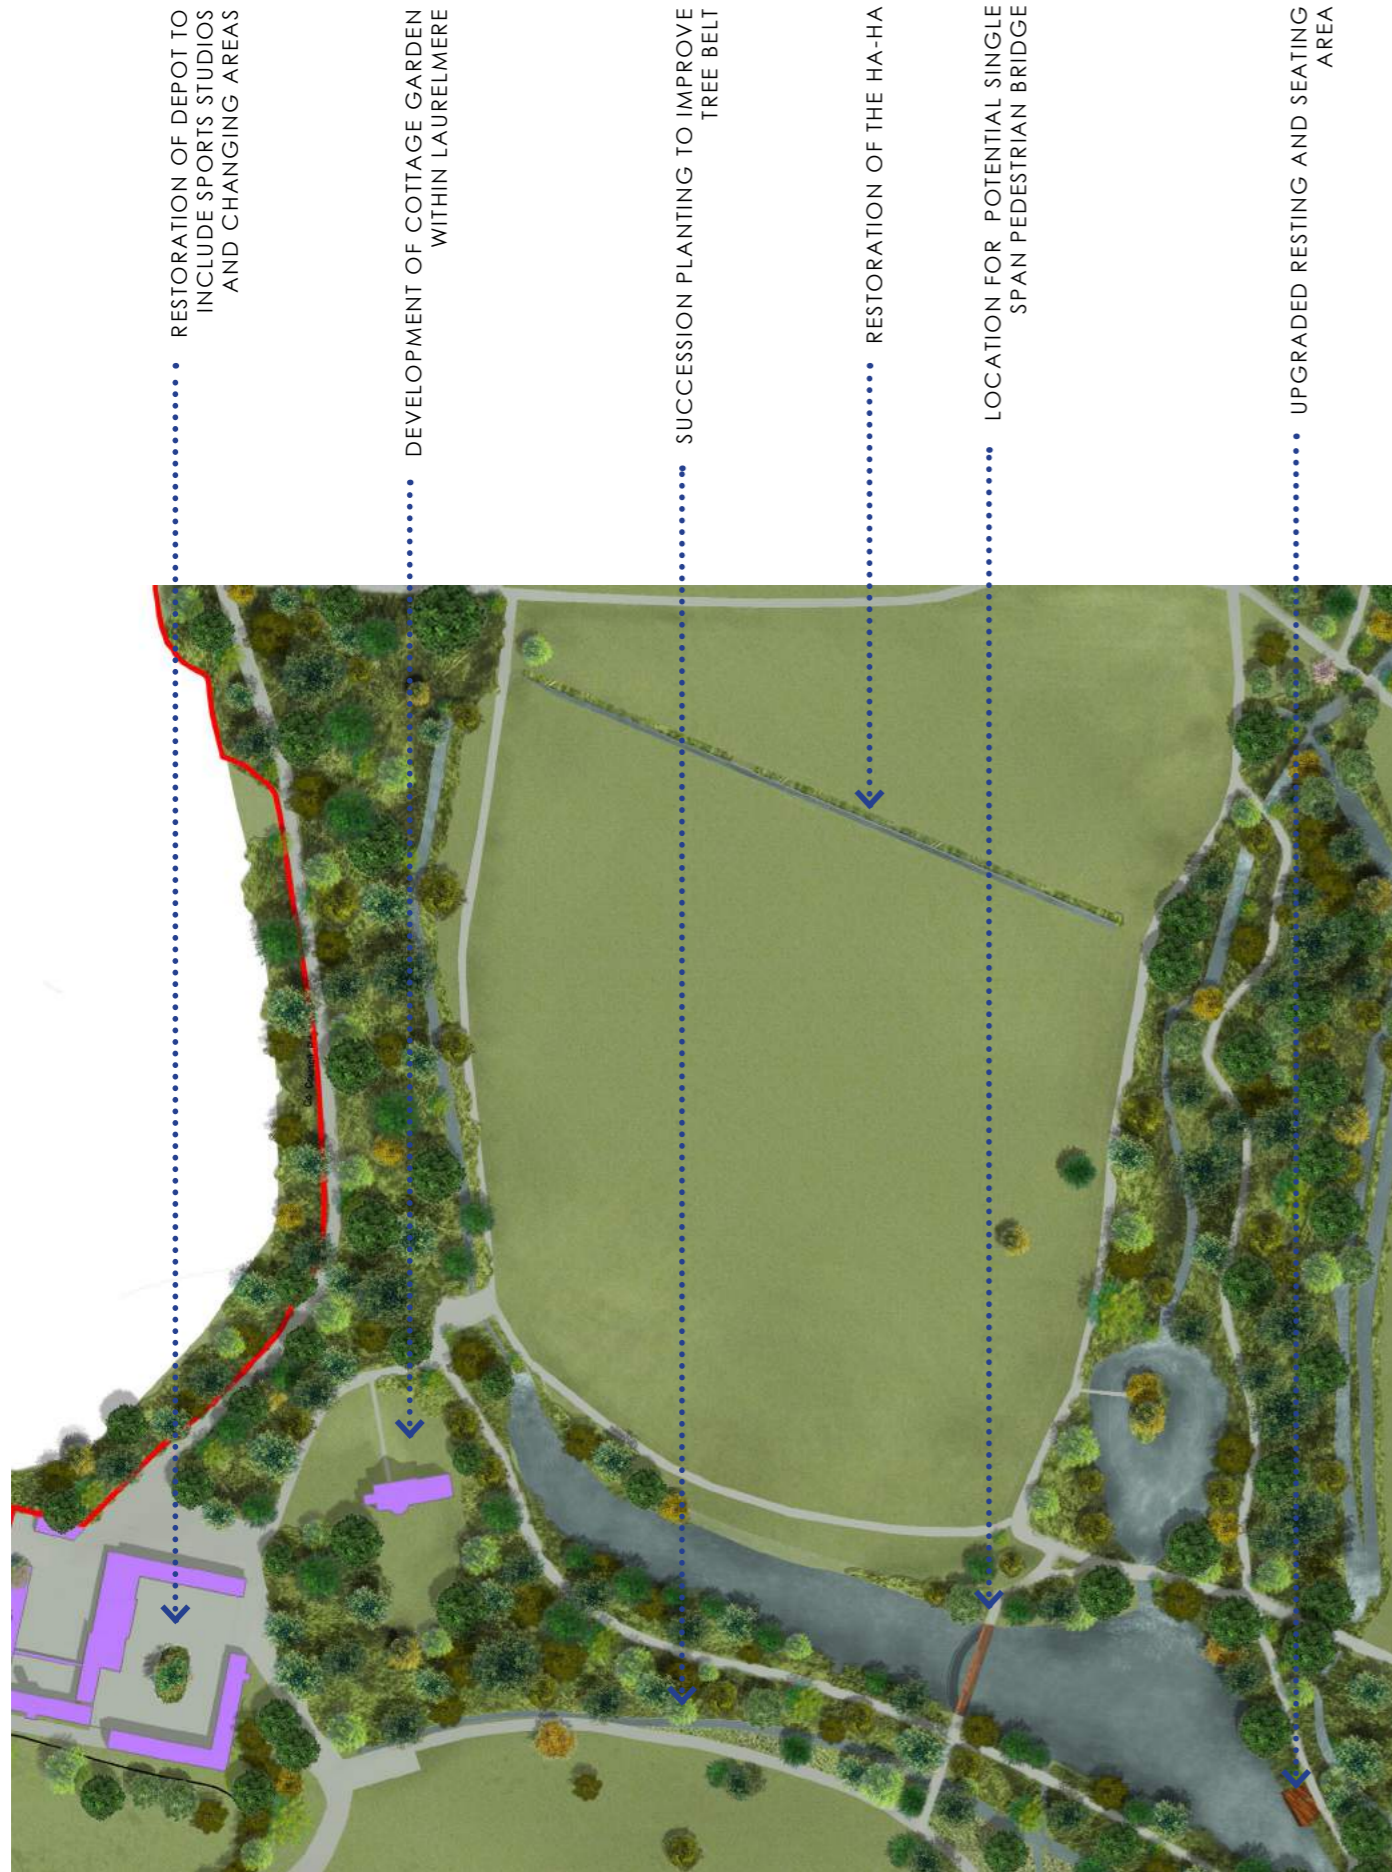 RESTORATION OF DEPOT TO
INCLUDE SPORTS STUDIOS
AND CHANGING AREAS
DEVELOPMENT OF COTTAGE GARDEN
WITHIN LAURELMERE
SUCCESSION PLANTING TO IMPROVE
TREE BELT
RESTORATION OF THE HA-HA
LOCATION FOR POTENTIAL SINGLE
SPAN PEDESTRIAN BRIDGE
UPGRADED RESTING AND SEATING
AREA